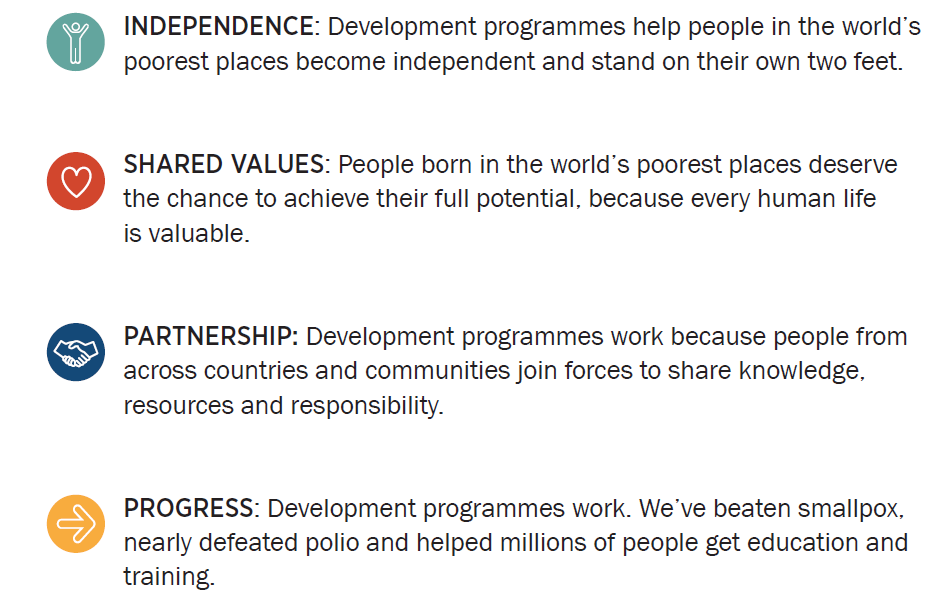 INDEPENDENCE: Development programmes help people in the world’s
poorest places become independent and stand on their own two feet.
SHARED VALUES: People born in the world’s poorest places deserve
the chance to achieve their full potential, because every human life
is valuable.
PARTNERSHIP: Development programmes work because people from
across countries and communities join forces to share knowledge,
resources and responsibility.
PROGRESS: Development programmes work. We’ve beaten smallpox,
nearly defeated polio and helped millions of people get education and
training.